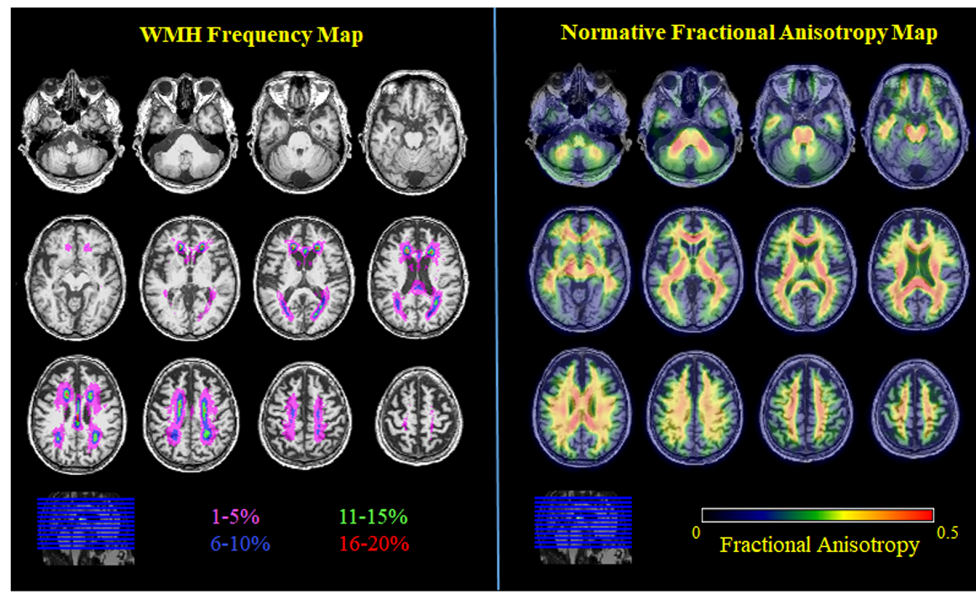 WMH Frequency Map
Normative Fractional Anisotropy Map
1-5%
11-15%
6-10%
16-20%
0
0.5
Fractional Anisotropy